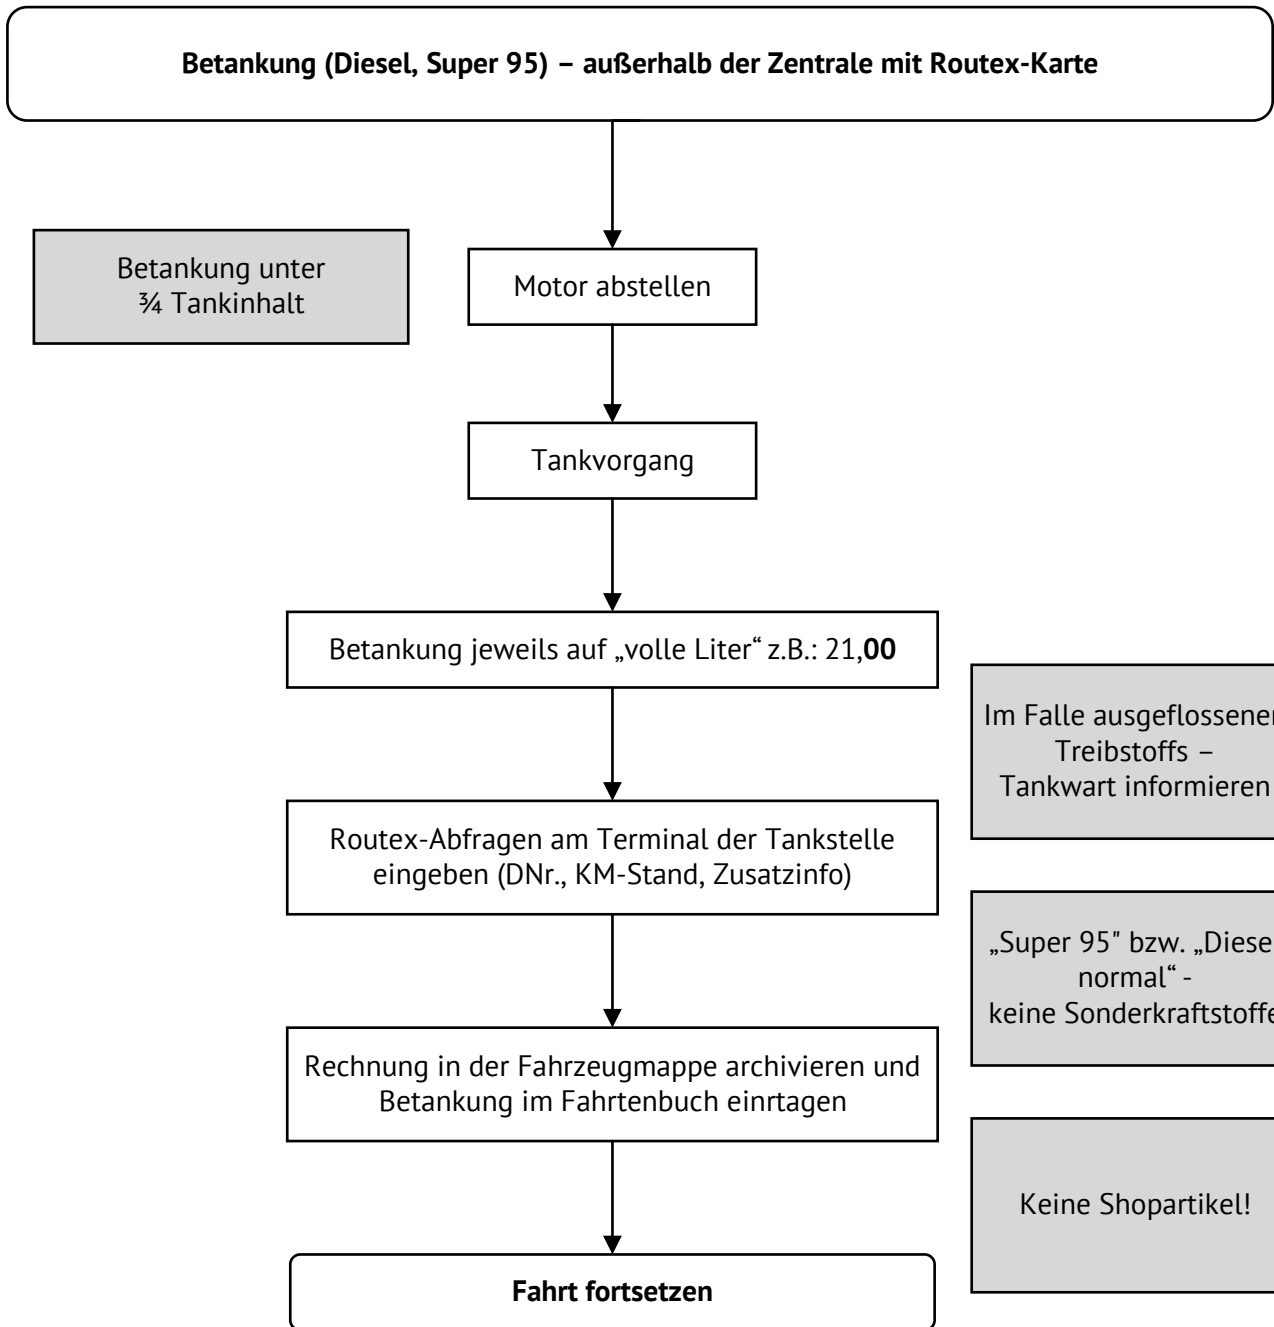 Betankung (Diesel, Super 95) – außerhalb der Zentrale mit Routex-Karte
Betankung unter
¾ Tankinhalt
Motor abstellen
Tankvorgang
Betankung jeweils auf „volle Liter“ z.B.: 21,00
Im Falle ausgeflossener
Treibstoffs –
Tankwart informieren
Routex-Abfragen am Terminal der Tankstelle
eingeben (DNr., KM-Stand, Zusatzinfo)
„Super 95" bzw. „Diesel
normal“ -
keine Sonderkraftstoffe
Rechnung in der Fahrzeugmappe archivieren und
Betankung im Fahrtenbuch einrtagen
Keine Shopartikel!
Fahrt fortsetzen